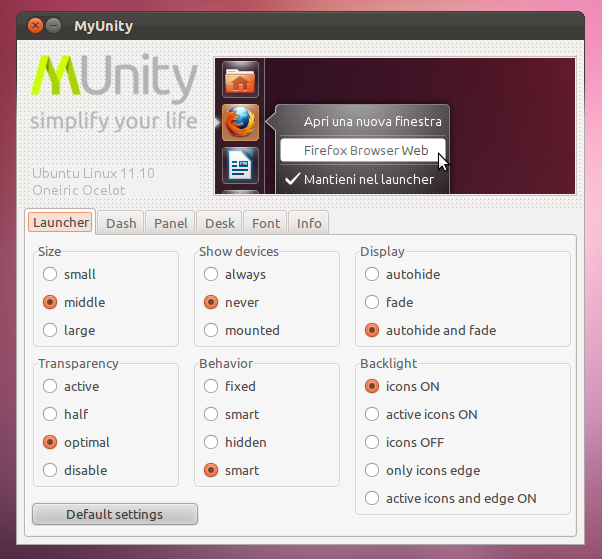 MyUnity
MUnity
simplify your life
Ubuntu Linux 11.10
Oneiric Ocelot
Apri una nuova finestra
Firefox Browser Web
Mantieni nel launcher
Launcher Dash Panel Desk Font Info
Size Show devices Display
small always autohide
middle never fade
large mounted autohide and fade
Transparency Behavior Backlight
active fixed icons ON
half smart active icons ON
optimal hidden icons OFF
disable smart only icons edge
active icons and edge ON
Default settings